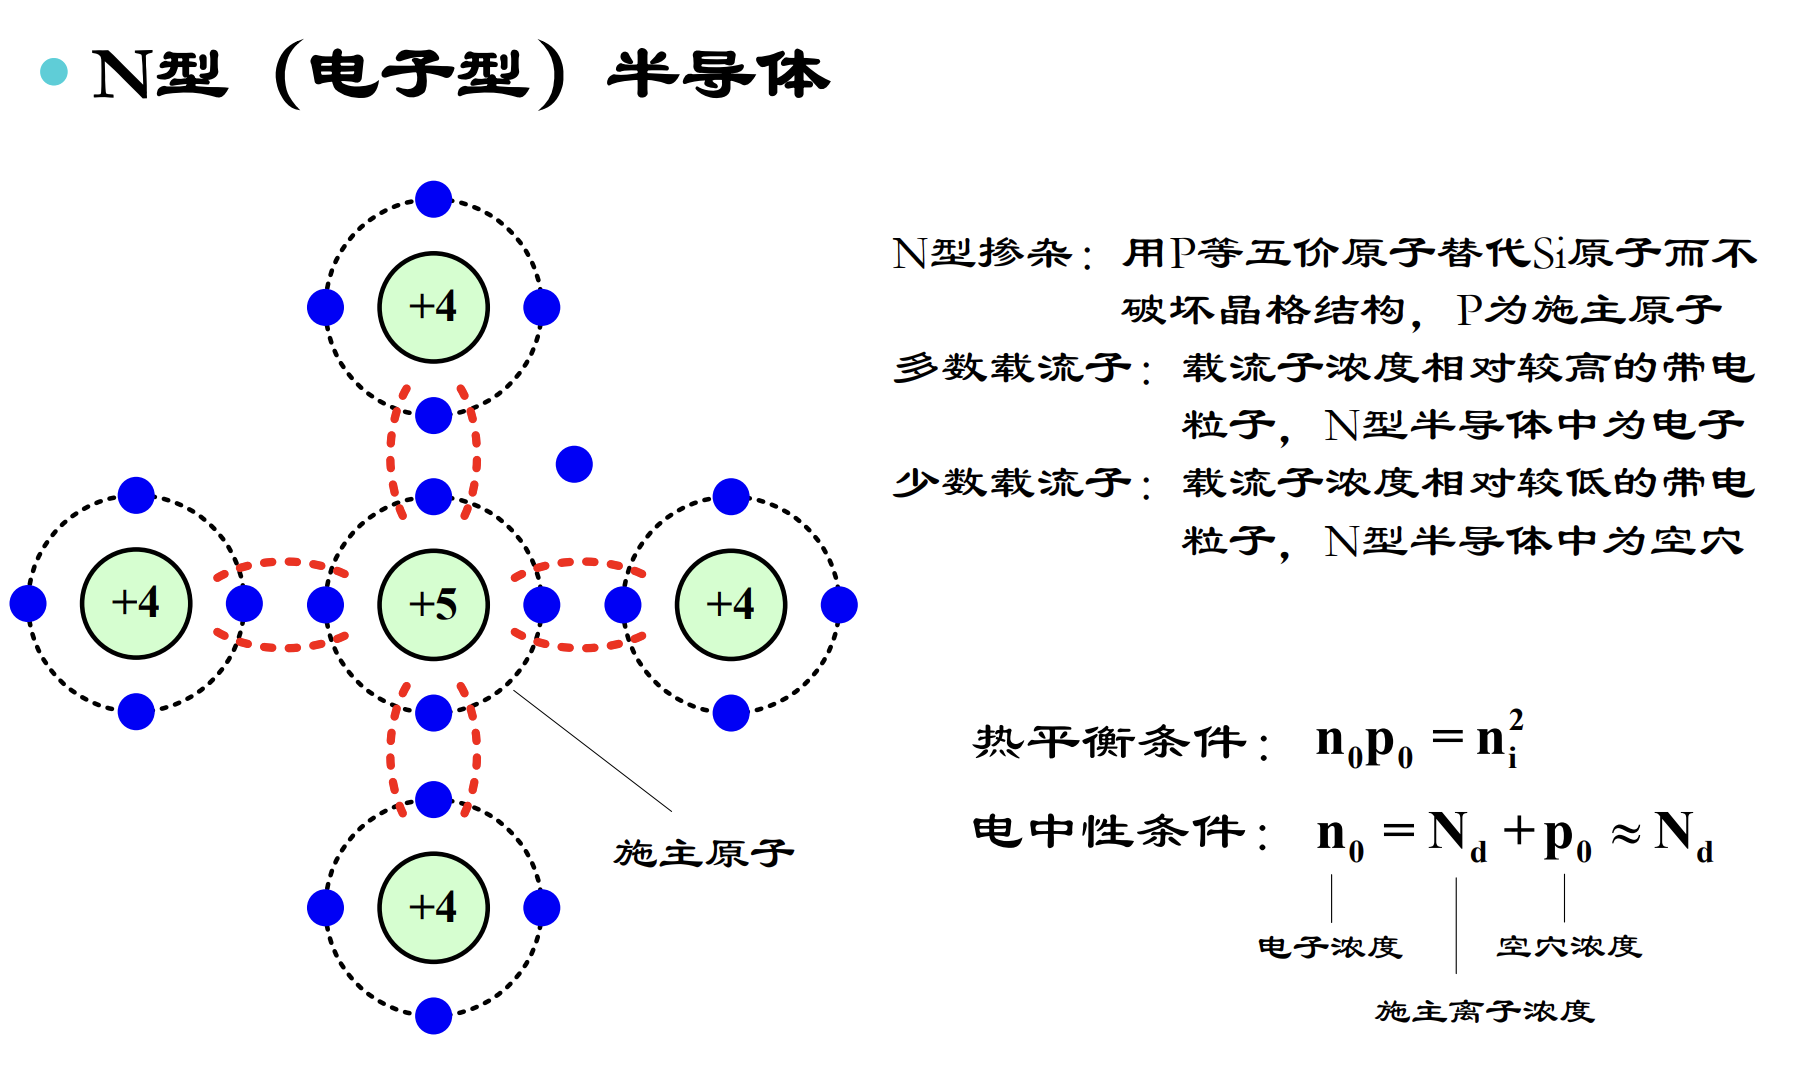 N型（电子型）半导体
+4
+4
+5
+4
+4
施主原子
N型掺杂：用P等五价原子替代Si原子而不
破坏晶格结构，P为施主原子
多数载流子：载流子浓度相对较高的带电
粒子，N型半导体中为电子
少数载流子：载流子浓度相对较低的带电
粒子，N型半导体中为空穴
热平衡条件：n₀p₀ = nᵢ²
电中性条件：n₀ = N_d + p₀ ≈ N_d
电子浓度 空穴浓度
施主离子浓度